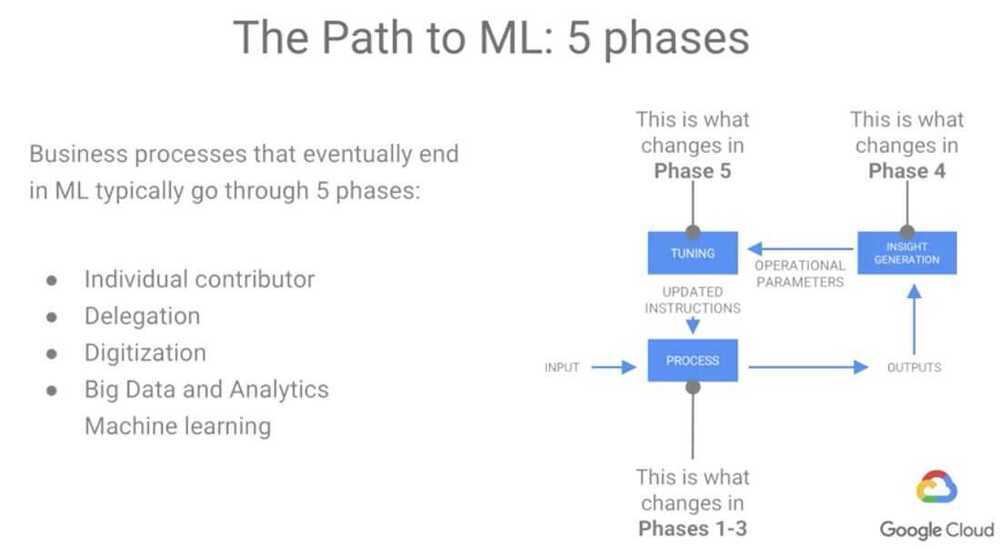 The Path to ML: 5 phases
Business processes that eventually end
in ML typically go through 5 phases:
● Individual contributor
● Delegation
● Digitization
● Big Data and Analytics
Machine learning
This is what
changes in
Phase 5
This is what
changes in
Phase 4
TUNING
INSIGHT
GENERATION
OPERATIONAL
PARAMETERS
UPDATED
INSTRUCTIONS
INPUT
PROCESS
OUTPUTS
This is what
changes in
Phases 1-3
Google Cloud